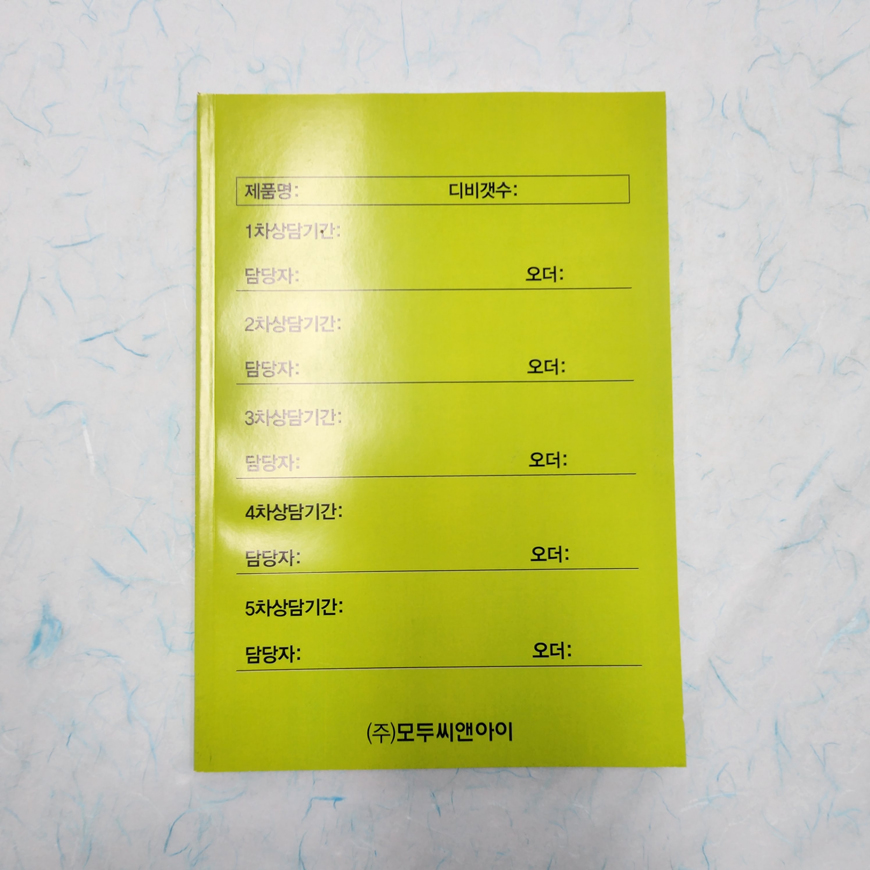 제품명: 디비갯수:
1차상담기간:
담당자: 오더:
2차상담기간:
담당자: 오더:
3차상담기간:
담당자: 오더:
4차상담기간:
담당자: 오더:
5차상담기간:
담당자: 오더:
(주)모두씨앤아이